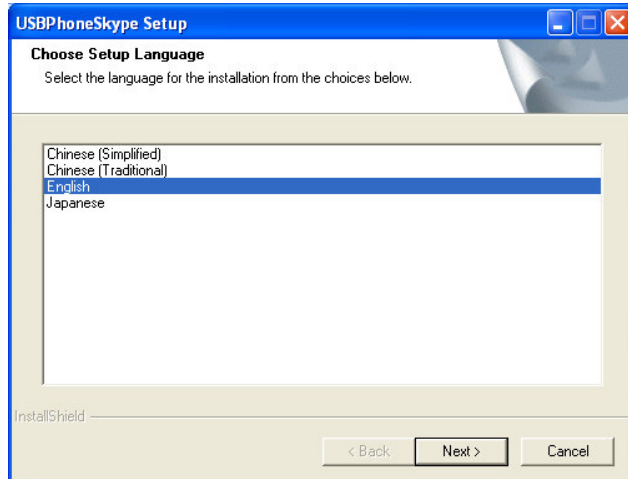 USBPhoneSkype Setup
Choose Setup Language
Select the language for the installation from the choices below.
Chinese (Simplified)
Chinese (Traditional)
English
Japanese
InstallShield
< Back
Next >
Cancel